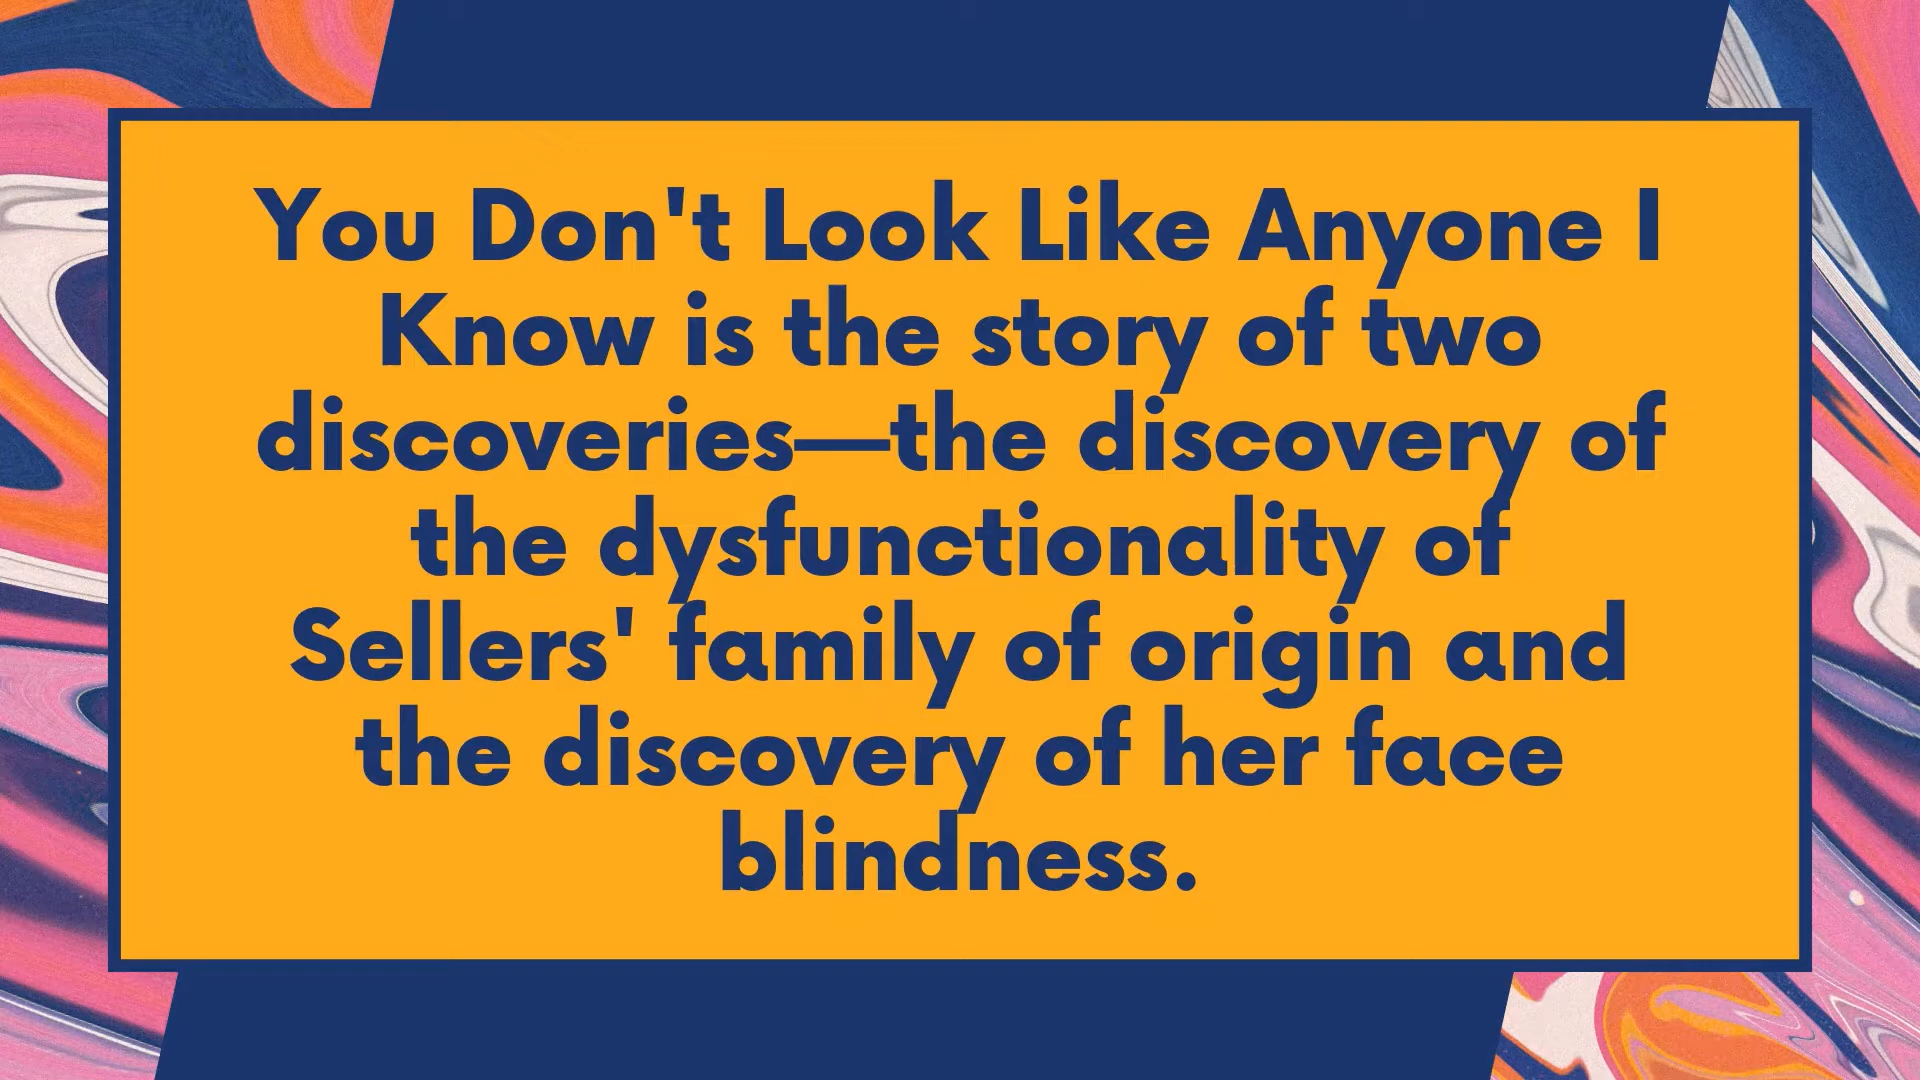 You Don't Look Like Anyone I
Know is the story of two
discoveries—the discovery of
the dysfunctionality of
Sellers' family of origin and
the discovery of her face
blindness.